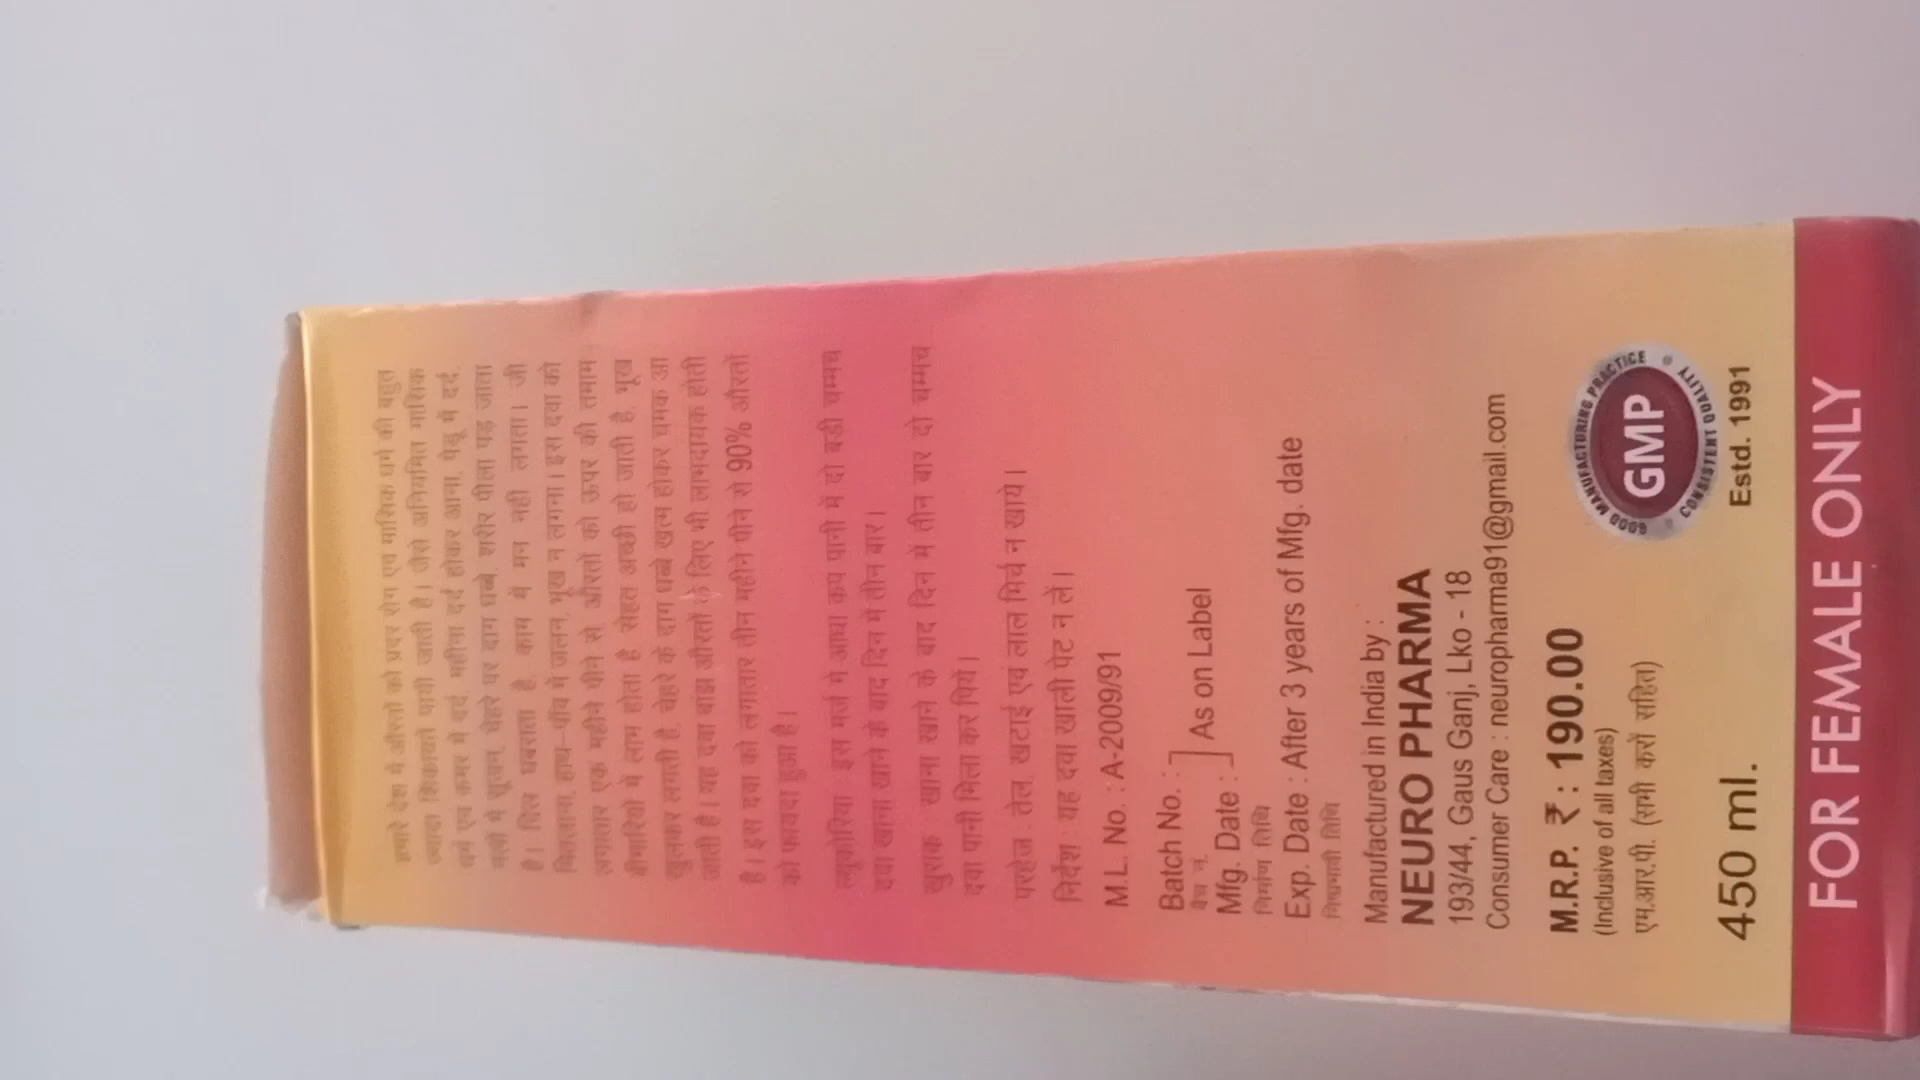 हमारे देश में औरतों को प्रदर रोग एवं मासिक धर्म की बहुत
ज्यादा शिकायतें पायी जाती हैं। जैसे अनियमित मासिक
धर्म एवं कमर में दर्द, महीना दर्द होकर आना, पेडू में दर्द,
नलों में सूजन, चेहरे पर दाग धब्बे, शरीर पीला पड़ जाता
है। दिल घबराता है, काम में मन नहीं लगता। जी
मिचलाना, हाथ-पाँव में जलन, भूख न लगना। इस दवा को
लगातार एक महीने पीने से औरतों को ऊपर की तमाम
बीमारियों में लाभ होता है सेहत अच्छी हो जाती है, भूख
खुलकर लगती है, चेहरे के दाग धब्बे खत्म होकर चमक आ
जाती है। यह दवा बांझ औरतों के लिए भी लाभदायक होती
है। इस दवा को लगातार तीन महीने पीने से 90% औरतों
को फायदा हुआ है।
ल्यूकोरिया : इस मर्ज में आधा कप पानी में दो बड़ी चम्मच
दवा खाना खाने के बाद दिन में तीन बार।
खुराक : खाना खाने के बाद दिन में तीन बार दो चम्मच
दवा पानी मिला कर पियें।
परहेज : तेल, खटाई एवं लाल मिर्च न खाये।
निर्देश : यह दवा खाली पेट न लें।
M.L. No. : A-2009/91
Batch No. :
बैच नं.
Mfg. Date : ] As on Label
निर्माण तिथि
Exp. Date : After 3 years of Mfg. date
निष्प्रभावी तिथि
Manufactured in India by :
NEURO PHARMA
193/44, Gaus Ganj, Lko - 18
Consumer Care : neuropharma91@gmail.com
M.R.P. ₹ : 190.00
(Inclusive of all taxes)
एम.आर.पी. (सभी करों सहित)
GOOD MANUFACTURING PRACTICE
GMP
CONSISTENT QUALITY
450 ml.
Estd. 1991
FOR FEMALE ONLY